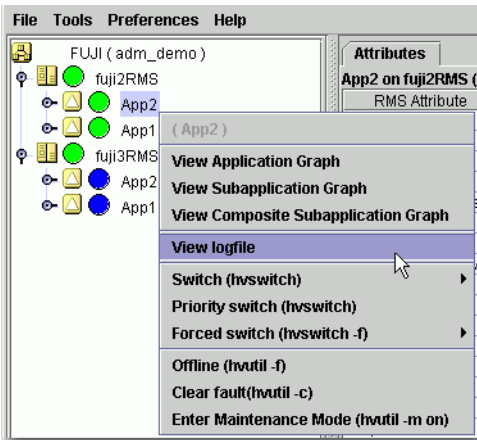 File Tools Preferences Help
FUJI ( adm_demo )
Attributes
fuji2RMS
App2 on fuji2RMS (
App2
RMS Attribute
App1
( App2 )
fuji3RMS
App2
App1
View Application Graph
View Subapplication Graph
View Composite Subapplication Graph
View logfile
Switch (hvswitch)
Priority switch (hvswitch)
Forced switch (hvswitch -f)
Offline (hvutil -f)
Clear fault(hvutil -c)
Enter Maintenance Mode (hvutil -m on)